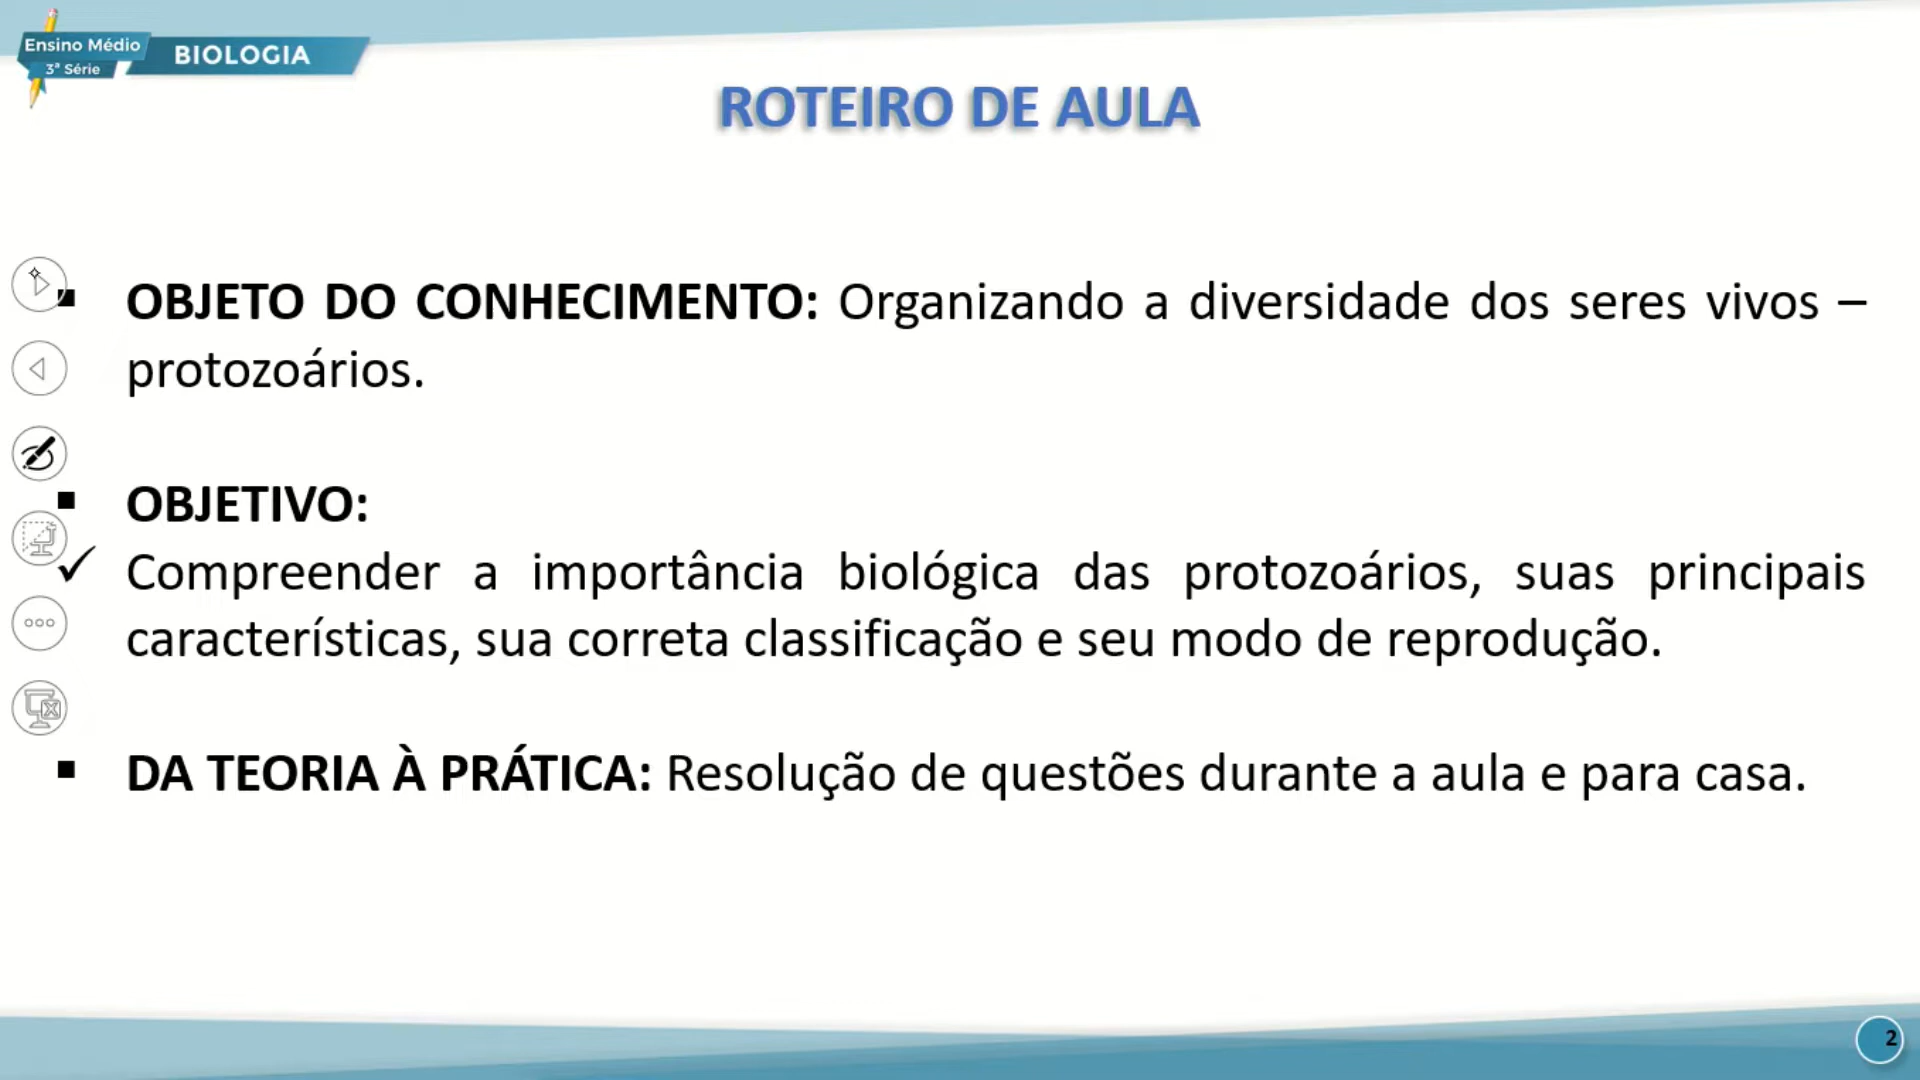 Ensino Médio
3ª Série
BIOLOGIA
ROTEIRO DE AULA
▪ OBJETO DO CONHECIMENTO: Organizando a diversidade dos seres vivos –
protozoários.
▪ OBJETIVO:
✓ Compreender a importância biológica das protozoários, suas principais
características, sua correta classificação e seu modo de reprodução.
▪ DA TEORIA À PRÁTICA: Resolução de questões durante a aula e para casa.
2